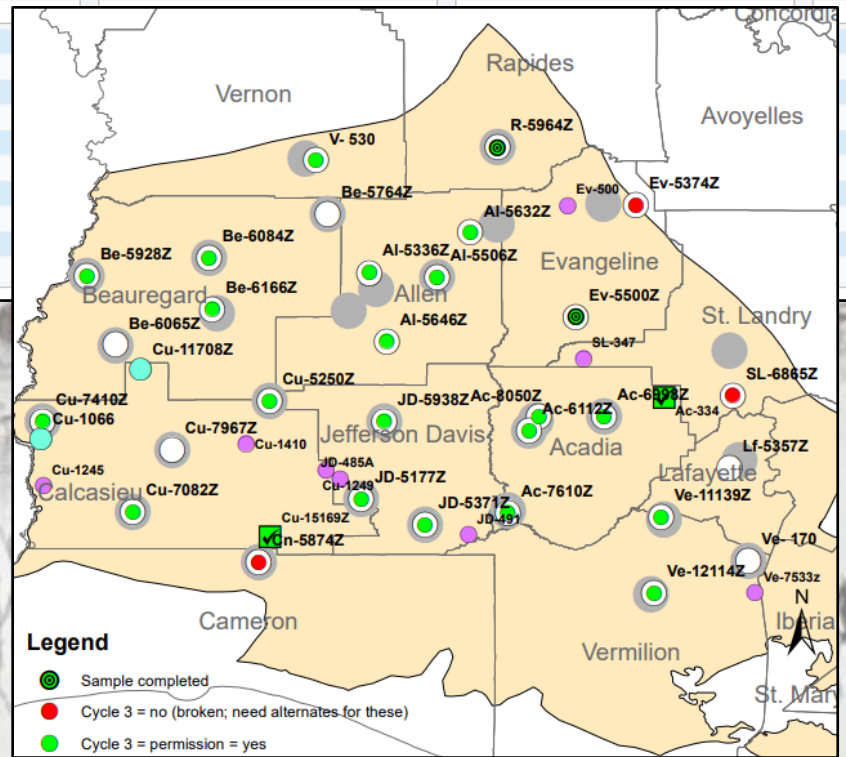 Concordia
Rapides
Vernon
Avoyelles
R-5964Z
V- 530
Ev-500
Ev-5374Z
Be-5764Z
Al-5632Z
Be-6084Z
Be-5928Z
Al-5336Z
Al-5506Z
Evangeline
Beauregard
Be-6166Z
Allen
Ev-5500Z
Be-6065Z
Al-5646Z
St. Landry
Cu-11708Z
SL-347
SL-6865Z
Cu-5250Z
Cu-7410Z
JD-5938Z
Ac-8050Z
Ac-6998Z
Cu-1066
Ac-6112Z
Ac-334
Cu-7967Z
Jefferson Davis
Cu-1410
Acadia
Lf-5357Z
JD-485A
Lafayette
Cu-1245
Cu-1249
JD-5177Z
Calcasieu
Cu-7082Z
Ac-7610Z
Ve-11139Z
JD-5371Z
JD-491
Cu-15169Z
Cn-5874Z
Ve- 170
Ve-12114Z
Ve-7533z
N
Cameron
Iberia
Vermilion
Legend
St. Mary
Sample completed
Cycle 3 = no (broken; need alternates for these)
Cycle 3 = permission = yes